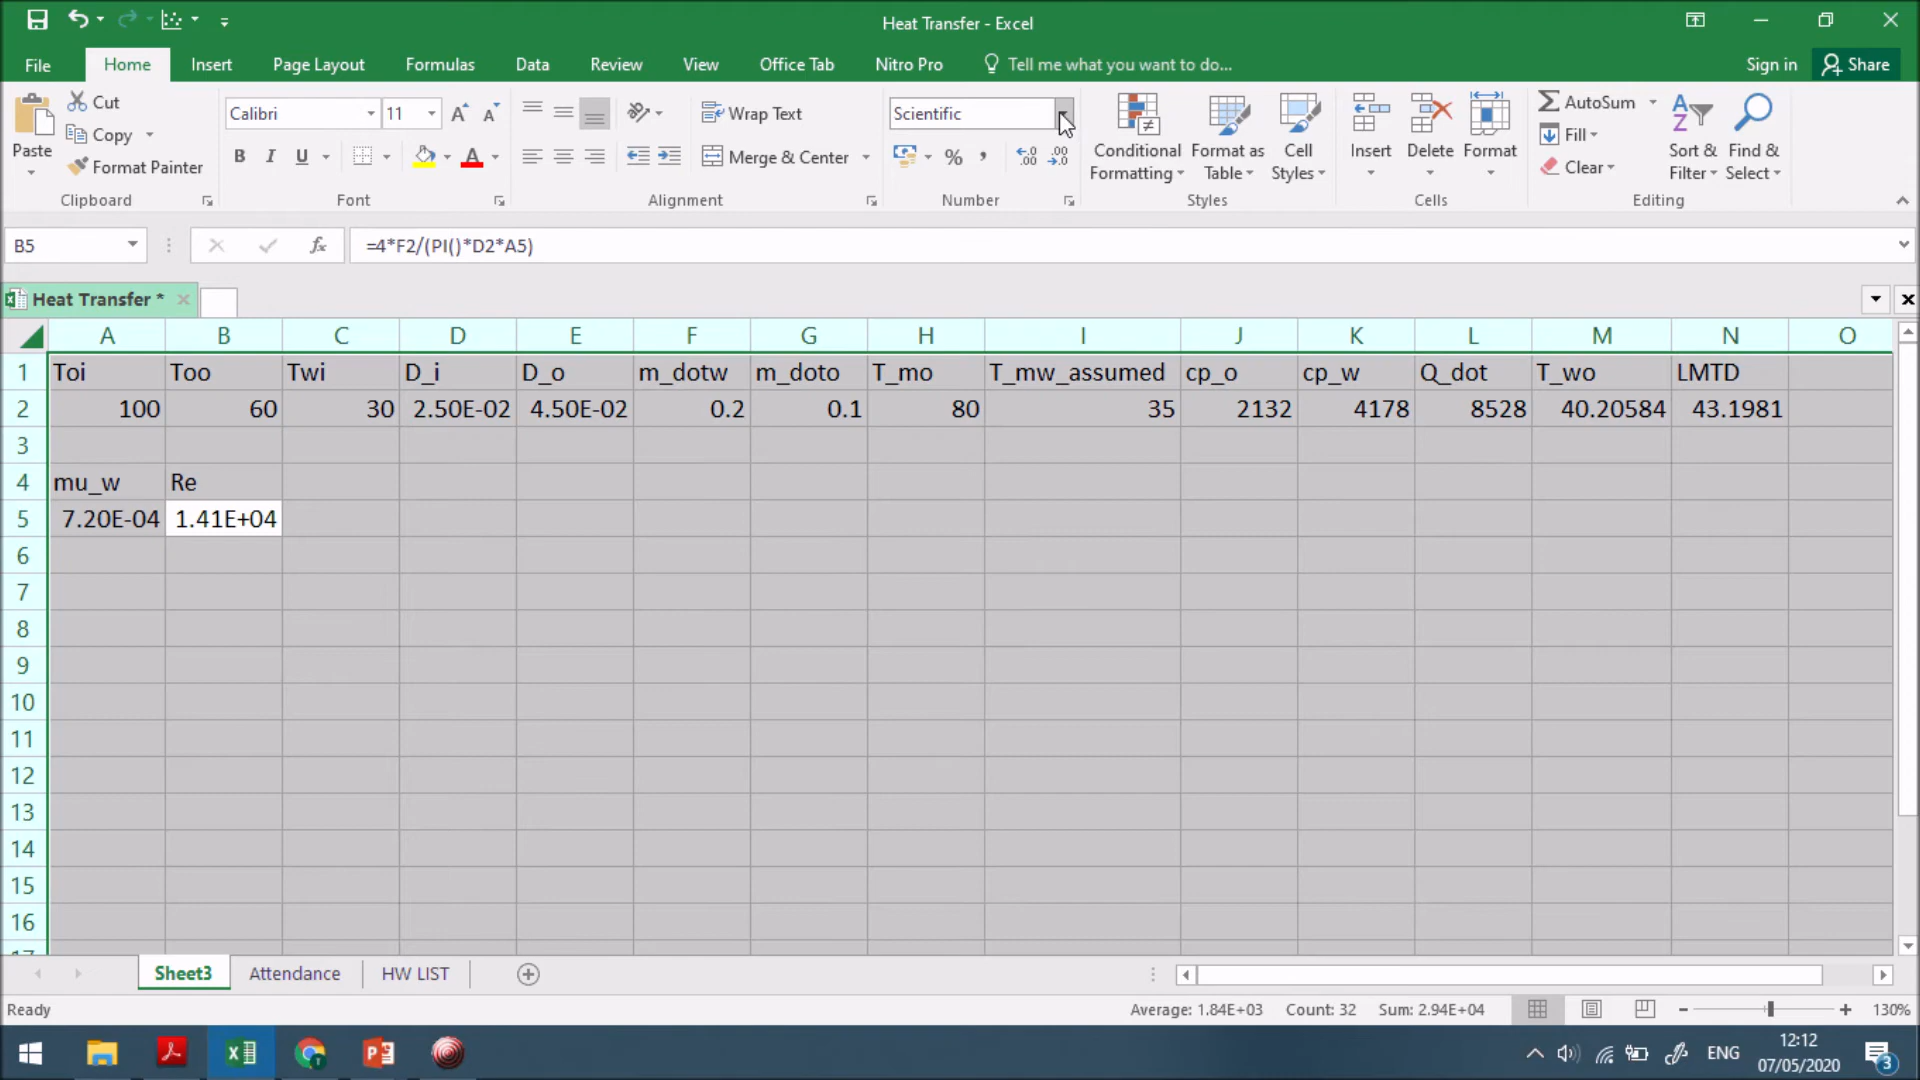 Heat Transfer - Excel
File Home Insert Page Layout Formulas Data Review View Office Tab Nitro Pro Tell me what you want to do... Sign in Share
Paste
Cut
Copy
Format Painter
Clipboard
Calibri 11
B I U
Font
Wrap Text
Merge & Center
Alignment
Scientific
%
Number
Conditional Formatting
Format as Table
Cell Styles
Styles
Insert
Delete
Format
Cells
AutoSum
Fill
Clear
Sort & Filter
Find & Select
Editing
B5 fx =4*F2/(PI()*D2*A5)
Heat Transfer *
A B C D E F G H I J K L M N O
1 Toi Too Twi D_i D_o m_dotw m_doto T_mo T_mw_assumed cp_o cp_w Q_dot T_wo LMTD
2 100 60 30 2.50E-02 4.50E-02 0.2 0.1 80 35 2132 4178 8528 40.20584 43.1981
3
4 mu_w Re
5 7.20E-04 1.41E+04
6
7
8
9
10
11
12
13
14
15
16
17
Sheet3 Attendance HW LIST
Ready Average: 1.84E+03 Count: 32 Sum: 2.94E+04 130%
ENG 12:12
07/05/2020 3